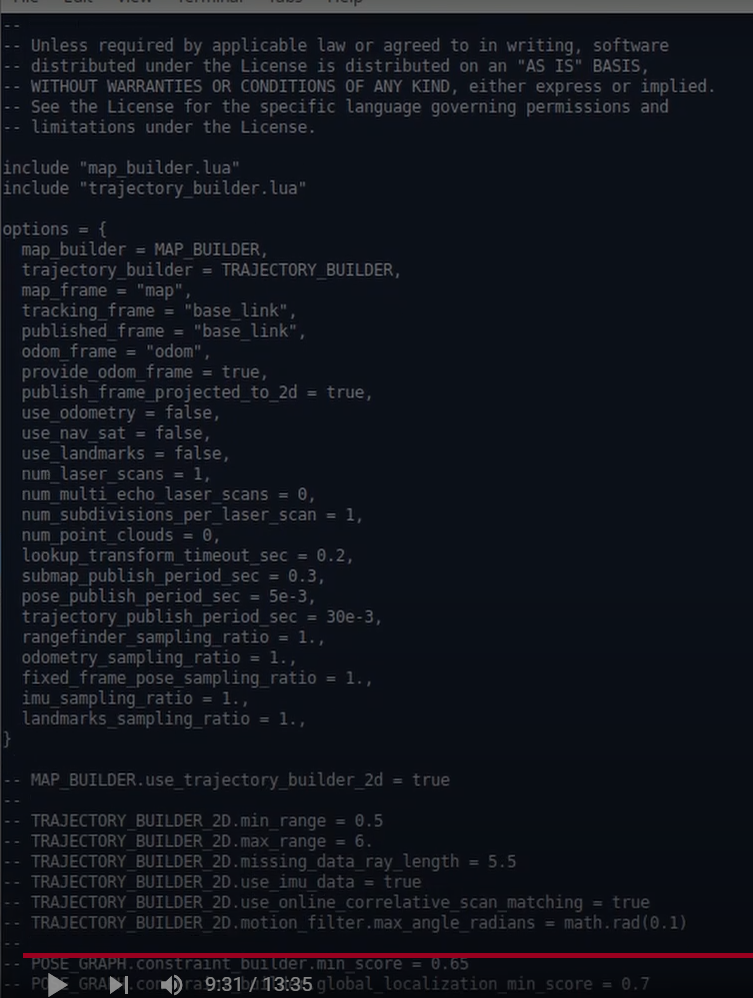 --
-- Unless required by applicable law or agreed to in writing, software
-- distributed under the License is distributed on an "AS IS" BASIS,
-- WITHOUT WARRANTIES OR CONDITIONS OF ANY KIND, either express or implied.
-- See the License for the specific language governing permissions and
-- limitations under the License.

include "map_builder.lua"
include "trajectory_builder.lua"

options = {
  map_builder = MAP_BUILDER,
  trajectory_builder = TRAJECTORY_BUILDER,
  map_frame = "map",
  tracking_frame = "base_link",
  published_frame = "base_link",
  odom_frame = "odom",
  provide_odom_frame = true,
  publish_frame_projected_to_2d = true,
  use_odometry = false,
  use_nav_sat = false,
  use_landmarks = false,
  num_laser_scans = 1,
  num_multi_echo_laser_scans = 0,
  num_subdivisions_per_laser_scan = 1,
  num_point_clouds = 0,
  lookup_transform_timeout_sec = 0.2,
  submap_publish_period_sec = 0.3,
  pose_publish_period_sec = 5e-3,
  trajectory_publish_period_sec = 30e-3,
  rangefinder_sampling_ratio = 1.,
  odometry_sampling_ratio = 1.,
  fixed_frame_pose_sampling_ratio = 1.,
  imu_sampling_ratio = 1.,
  landmarks_sampling_ratio = 1.,
}

-- MAP_BUILDER.use_trajectory_builder_2d = true
--
-- TRAJECTORY_BUILDER_2D.min_range = 0.5
-- TRAJECTORY_BUILDER_2D.max_range = 6.
-- TRAJECTORY_BUILDER_2D.missing_data_ray_length = 5.5
-- TRAJECTORY_BUILDER_2D.use_imu_data = true
-- TRAJECTORY_BUILDER_2D.use_online_correlative_scan_matching = true
-- TRAJECTORY_BUILDER_2D.motion_filter.max_angle_radians = math.rad(0.1)
--
-- POSE_GRAPH.constraint_builder.min_score = 0.65
-- global_localization_min_score = 0.7
9:31 / 13:35